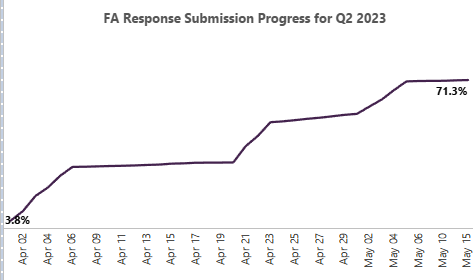 FA Response Submission Progress for Q2 2023
71.3%
3.8%
Apr 02
Apr 04
Apr 06
Apr 09
Apr 11
Apr 13
Apr 15
Apr 17
Apr 19
Apr 21
Apr 23
Apr 25
Apr 27
Apr 29
May 02
May 04
May 06
May 08
May 10
May 15